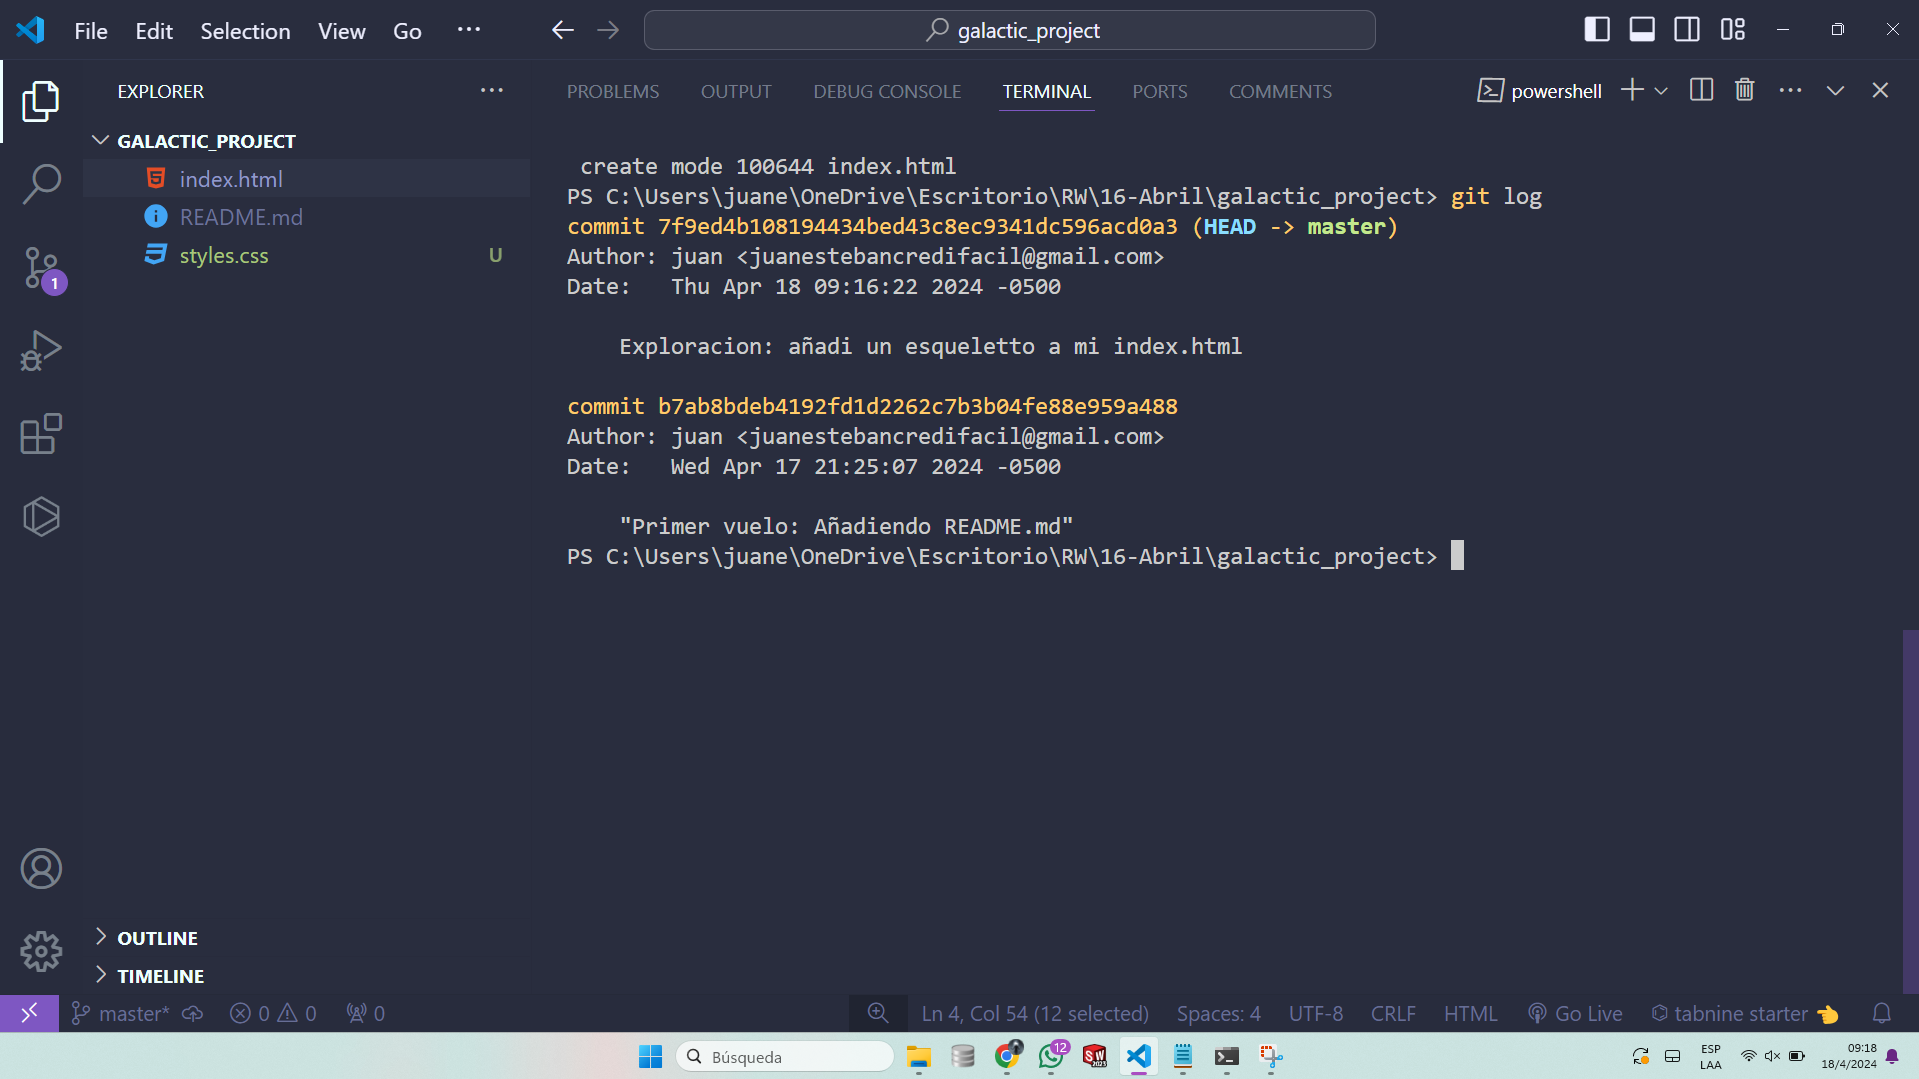 File Edit Selection View Go ···
galactic_project
EXPLORER ···
GALACTIC_PROJECT
index.html
README.md
styles.css U
1
OUTLINE
TIMELINE
PROBLEMS OUTPUT DEBUG CONSOLE TERMINAL PORTS COMMENTS
powershell
create mode 100644 index.html
PS C:\Users\juane\OneDrive\Escritorio\RW\16-Abril\galactic_project> git log
commit 7f9ed4b108194434bed43c8ec9341dc596acd0a3 (HEAD -> master)
Author: juan <juanestebancredifacil@gmail.com>
Date:   Thu Apr 18 09:16:22 2024 -0500
Exploracion: añadi un esqueletto a mi index.html
commit b7ab8bdeb4192fd1d2262c7b3b04fe88e959a488
Author: juan <juanestebancredifacil@gmail.com>
Date:   Wed Apr 17 21:25:07 2024 -0500
"Primer vuelo: Añadiendo README.md"
PS C:\Users\juane\OneDrive\Escritorio\RW\16-Abril\galactic_project>
master* 0 0 0 Ln 4, Col 54 (12 selected) Spaces: 4 UTF-8 CRLF HTML Go Live tabnine starter
Búsqueda
12
SW
2023
ESP
LAA
09:18
18/4/2024